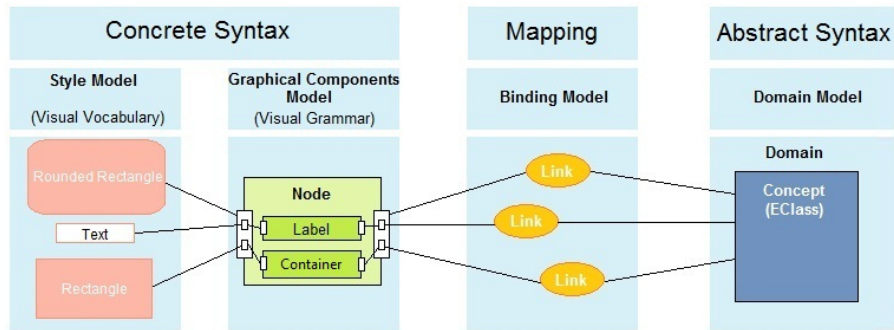 Concrete Syntax
Mapping
Abstract Syntax
Style Model
(Visual Vocabulary)
Graphical Components
Model
(Visual Grammar)
Binding Model
Domain Model
Rounded Rectangle
Text
Rectangle
Node
Label
Container
Link
Link
Link
Domain
Concept
(EClass)